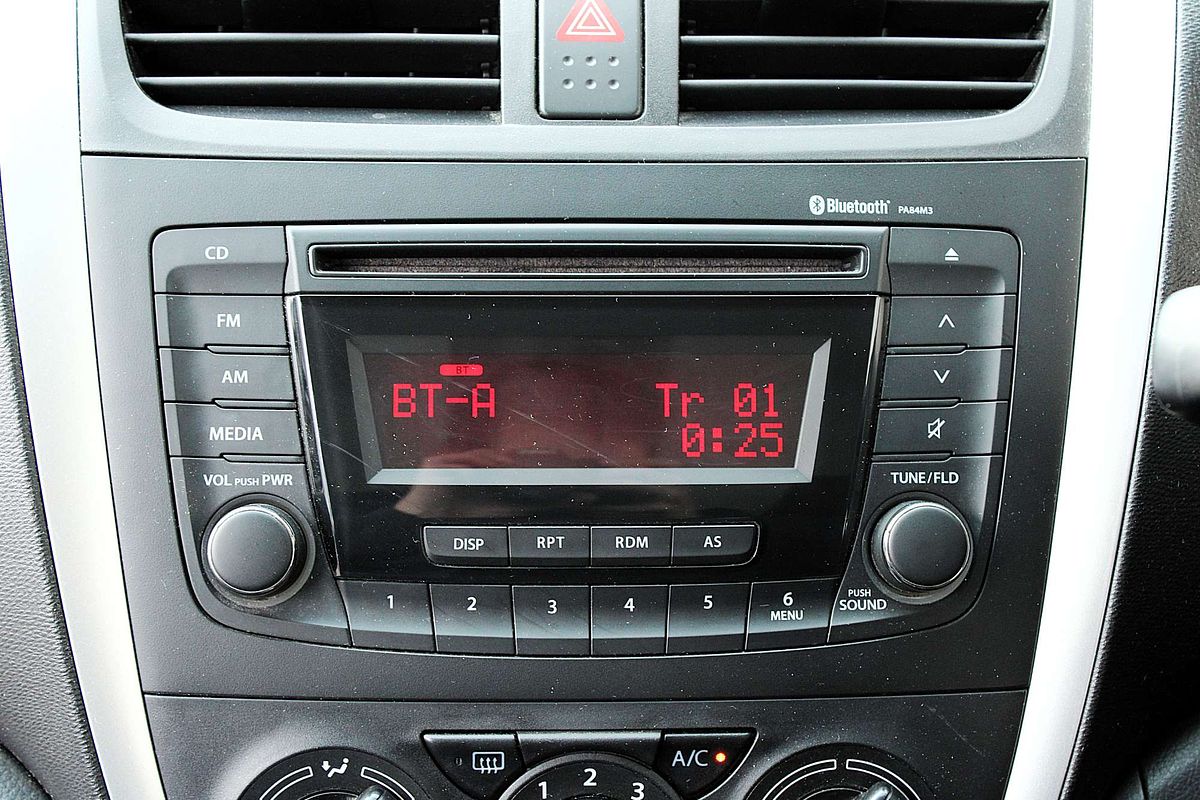 Bluetooth PA84M3
CD
FM
AM
MEDIA
VOL PUSH PWR
BT
BT-A Tr 01
0:25
TUNE/FLD
DISP RPT RDM AS
1 2 3 4 5 6
MENU
PUSH
SOUND
A/C
1 2 3